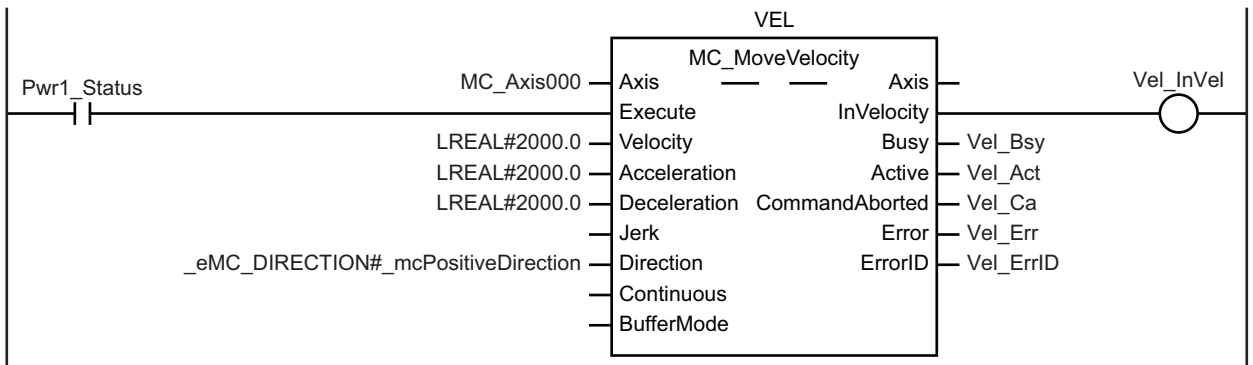 VEL
MC_MoveVelocity
Pwr1_Status
MC_Axis000 Axis Axis Vel_InVel
Execute InVelocity
LREAL#2000.0 Velocity Busy Vel_Bsy
LREAL#2000.0 Acceleration Active Vel_Act
LREAL#2000.0 Deceleration CommandAborted Vel_Ca
Jerk Error Vel_Err
_eMC_DIRECTION#_mcPositiveDirection Direction ErrorID Vel_ErrID
Continuous
BufferMode